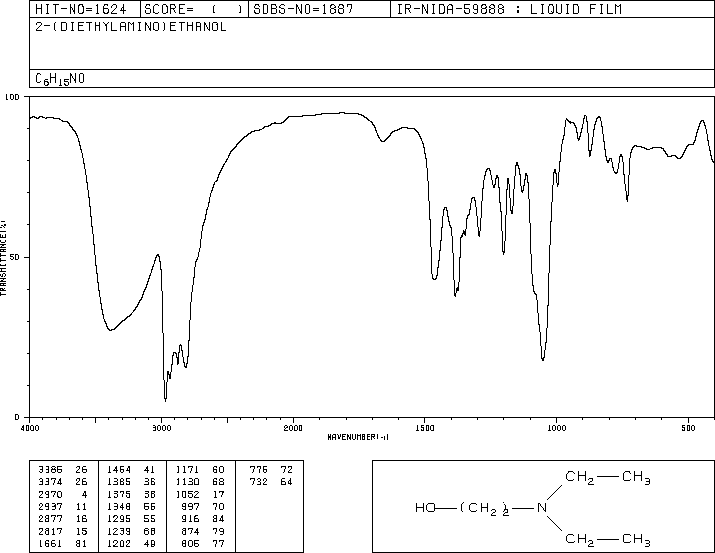 HIT-NO=1624 SCORE= ( ) SDBS-NO=1887 IR-NIDA-59888 : LIQUID FILM
2-(DIETHYLAMINO)ETHANOL
C6H15NO
100
50
0
TRANSMITTANCE(%)
4000 3000 2000 1500 1000 500
WAVENUMBER(-1)
3386 26 1464 41 1171 60 776 72
3374 26 1385 36 1130 68 732 64
2970 4 1375 38 1052 17
2937 11 1348 55 997 70
2877 16 1295 55 916 84
2817 15 1239 68 874 79
1661 81 1202 49 806 77
CH2 CH3
HO (CH2)2 N
CH2 CH3